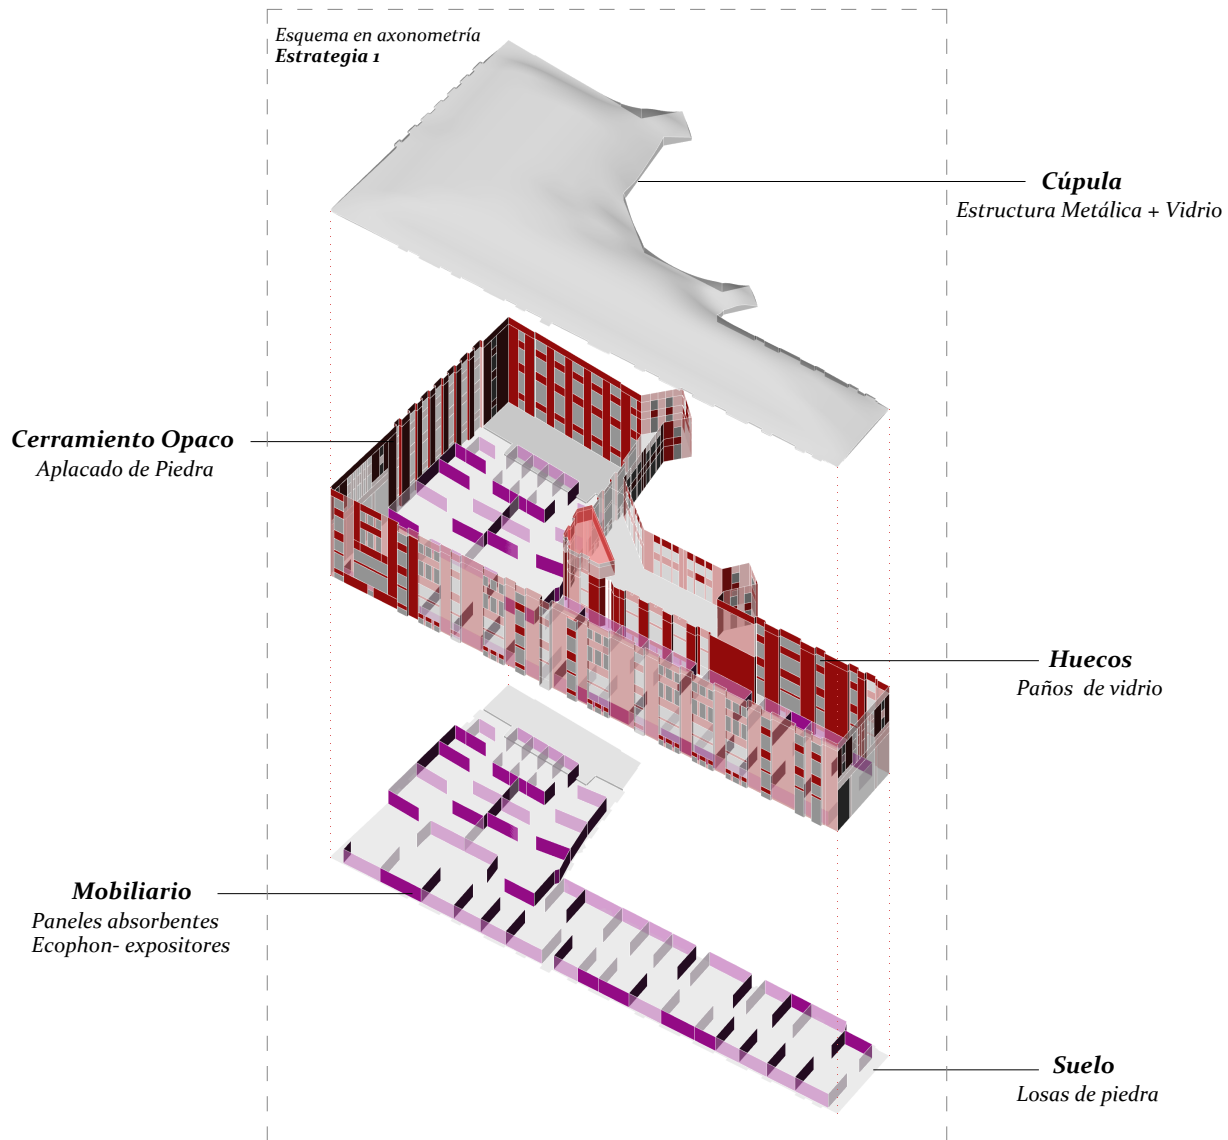 Esquema en axonometría
Estrategia 1
Cúpula
Estructura Metálica + Vidrio
Cerramiento Opaco
Aplacado de Piedra
Huecos
Paños de vidrio
Mobiliario
Paneles absorbentes
Ecophon- expositores
Suelo
Losas de piedra